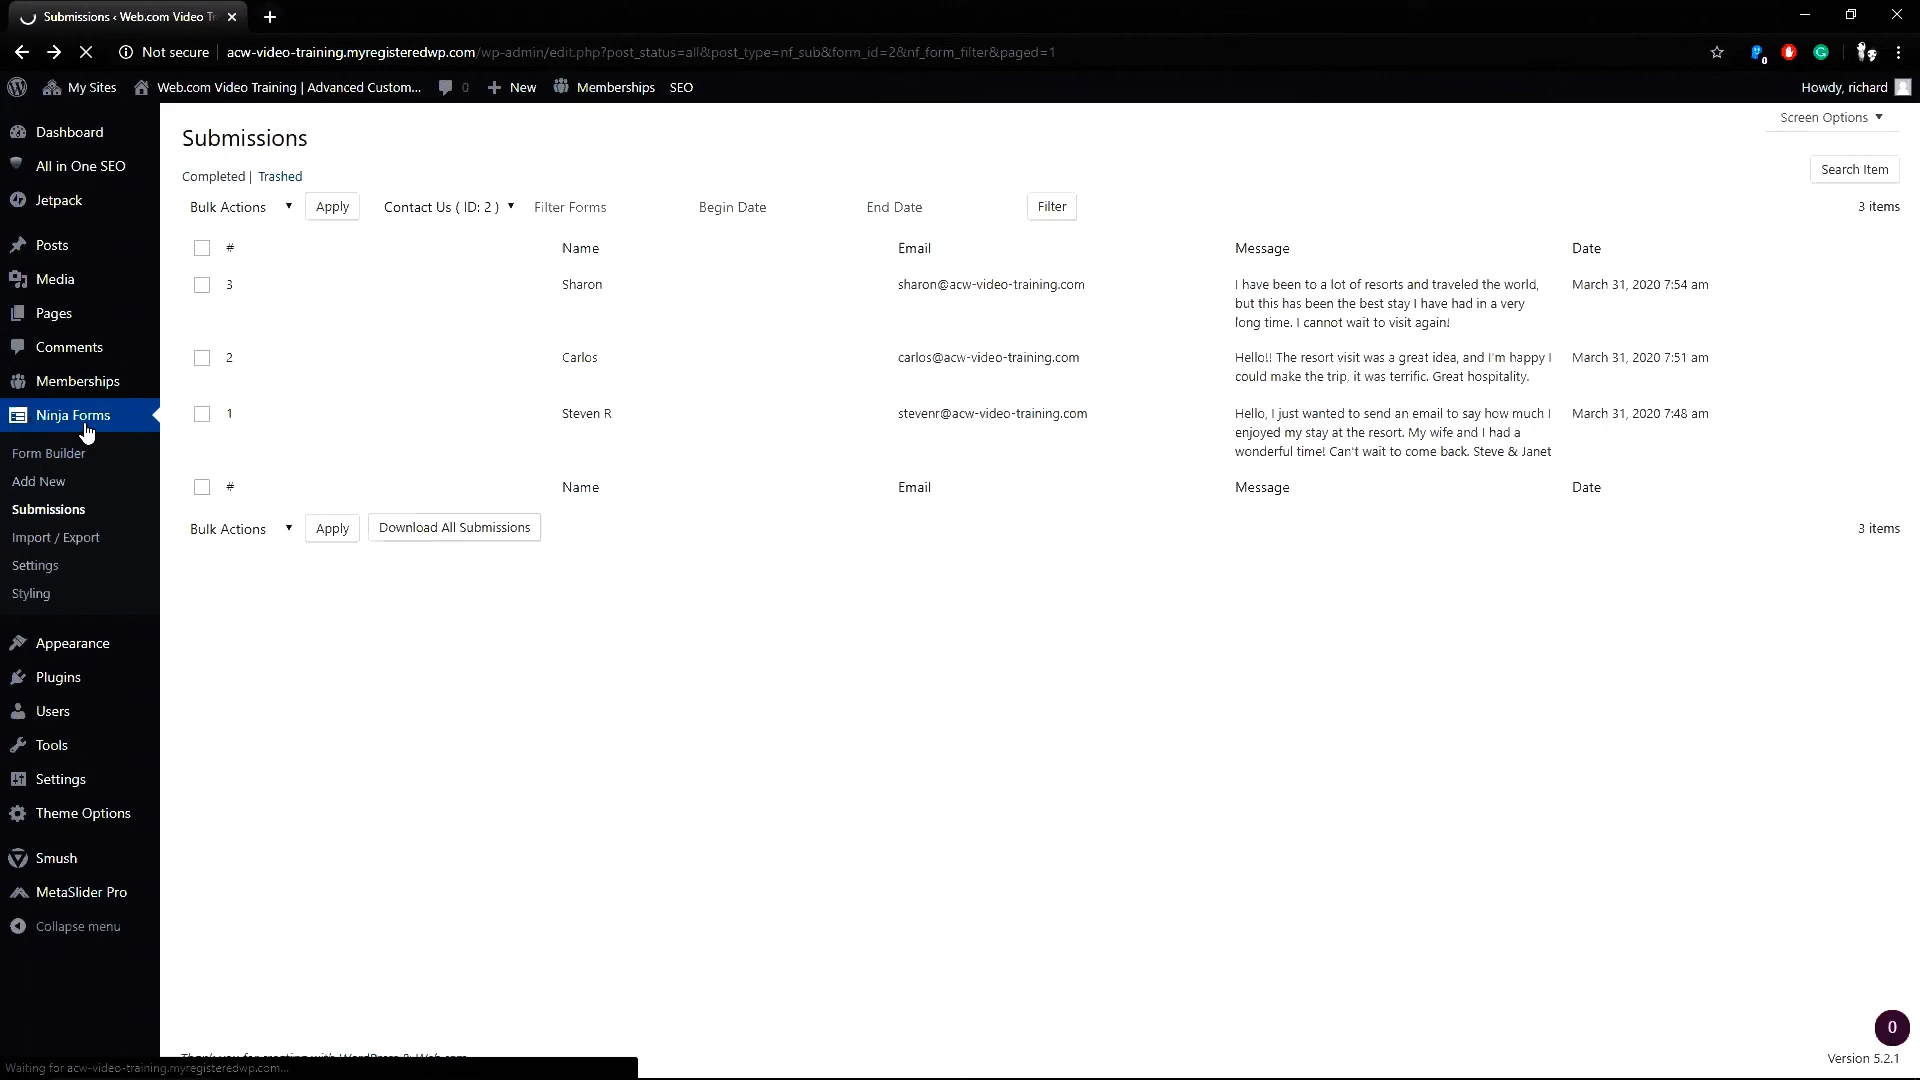 Submissions ‹ Web.com Video Tr
Not secure
acw-video-training.myregisteredwp.com/wp-admin/edit.php?post_status=all&post_type=nf_sub&form_id=2&nf_form_filter&paged=1
0
My Sites
Web.com Video Training | Advanced Custom...
0
New
Memberships
SEO
Howdy, richard
Dashboard
All in One SEO
Jetpack
Posts
Media
Pages
Comments
Memberships
Ninja Forms
Form Builder
Add New
Submissions
Import / Export
Settings
Styling
Appearance
Plugins
Users
Tools
Settings
Theme Options
Smush
MetaSlider Pro
Collapse menu
Screen Options
Submissions
Completed | Trashed
Search Item
Bulk Actions
Apply
Contact Us ( ID: 2 )
Filter Forms
Begin Date
End Date
Filter
3 items
# Name Email Message Date
3 Sharon sharon@acw-video-training.com
I have been to a lot of resorts and traveled the world,
but this has been the best stay I have had in a very
long time. I cannot wait to visit again!
March 31, 2020 7:54 am
2 Carlos carlos@acw-video-training.com
Hello!! The resort visit was a great idea, and I'm happy I
could make the trip, it was terrific. Great hospitality.
March 31, 2020 7:51 am
1 Steven R stevenr@acw-video-training.com
Hello, I just wanted to send an email to say how much I
enjoyed my stay at the resort. My wife and I had a
wonderful time! Can't wait to come back. Steve & Janet
March 31, 2020 7:48 am
# Name Email Message Date
Bulk Actions
Apply
Download All Submissions
3 items
0
Thank you for creating with WordPress & Web.com
Version 5.2.1
Waiting for acw-video-training.myregisteredwp.com...